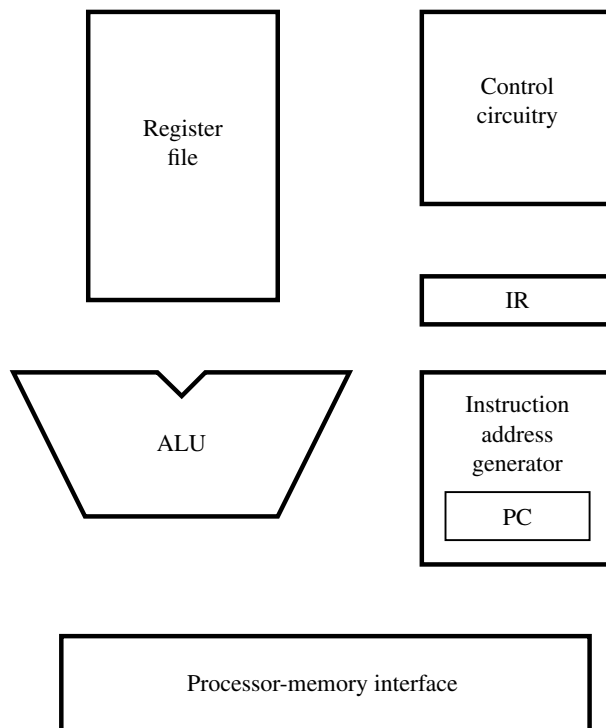 Register
file
Control
circuitry
IR
ALU
Instruction
address
generator
PC
Processor-memory interface